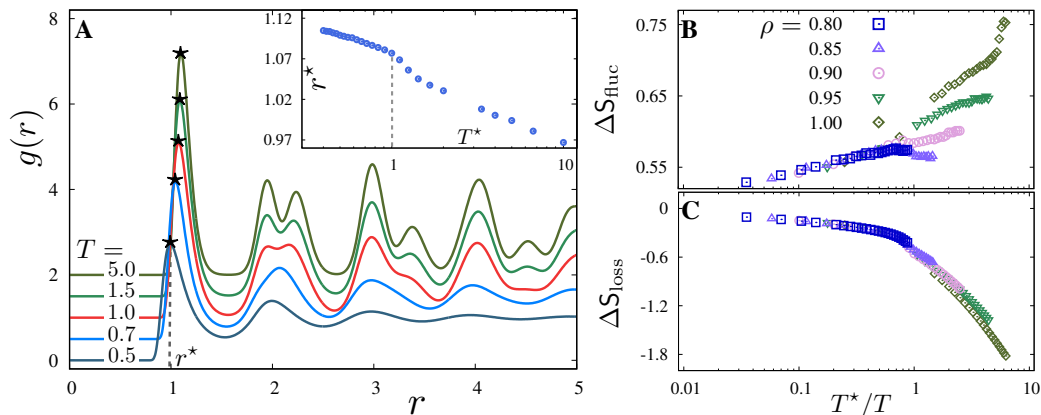 A
8
6
4
2
0
g(r)
T =
5.0
1.5
1.0
0.7
0.5
r★
0
1
2
3
4
5
r
1.12
1.07
1.02
0.97
r★
T★
1
10
B
0.75
0.65
0.55
ΔS_fluc
ρ = 0.80
0.85
0.90
0.95
1.00
C
0
-0.6
-1.2
-1.8
ΔS_loss
0.01
0.1
1
10
T★/T